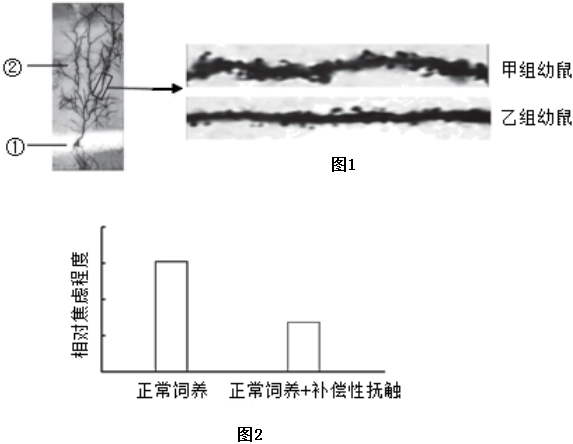 ②
①
甲组幼鼠
乙组幼鼠
图1
相对焦虑程度
正常饲养
正常饲养+补偿性抚触
图2